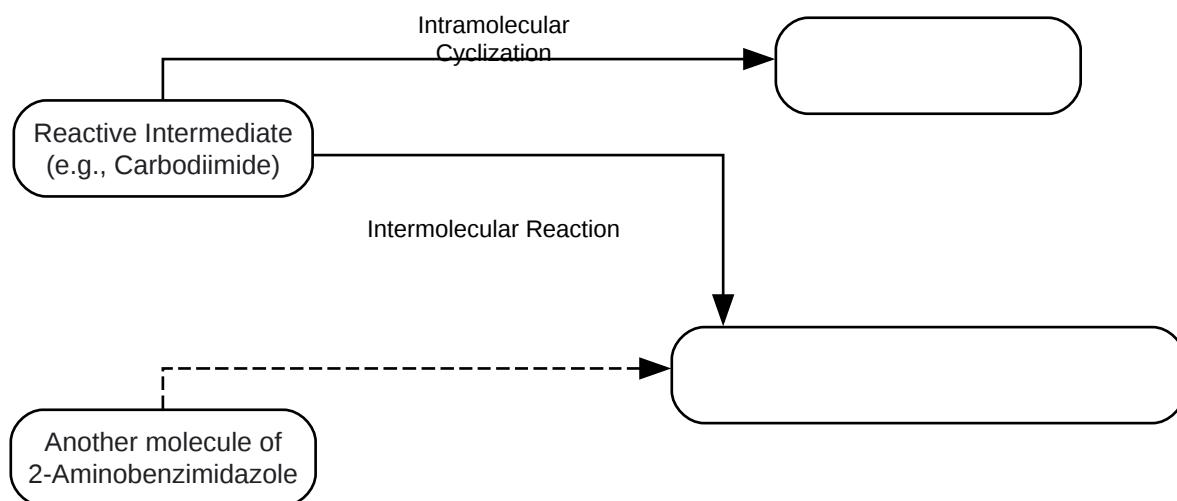 Intramolecular
Cyclization
Reactive Intermediate
(e.g., Carbodiimide)
Intermolecular Reaction
Another molecule of
2-Aminobenzimidazole